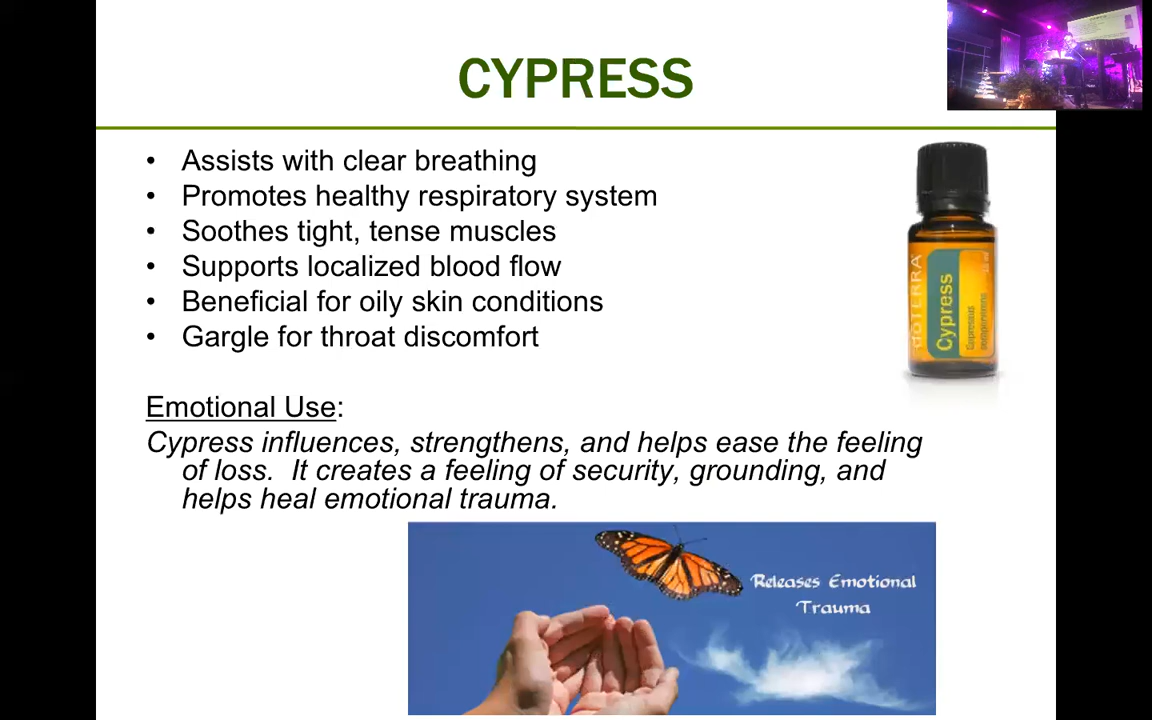 CYPRESS
• Assists with clear breathing
• Promotes healthy respiratory system
• Soothes tight, tense muscles
• Supports localized blood flow
• Beneficial for oily skin conditions
• Gargle for throat discomfort
dōTERRA
Cypress
Cupressus
sempervirens
15 ml
Emotional Use:
Cypress influences, strengthens, and helps ease the feeling
of loss.  It creates a feeling of security, grounding, and
helps heal emotional trauma.
Releases Emotional
Trauma